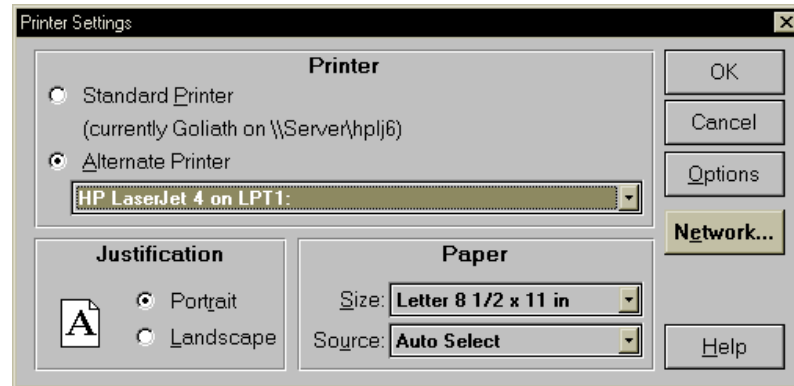 Printer Settings
Printer
Standard Printer
(currently Goliath on \\Server\hplj6)
Alternate Printer
HP LaserJet 4 on LPT1:
OK
Cancel
Options
Network...
Help
Justification
A
Portrait
Landscape
Paper
Size: Letter 8 1/2 x 11 in
Source: Auto Select